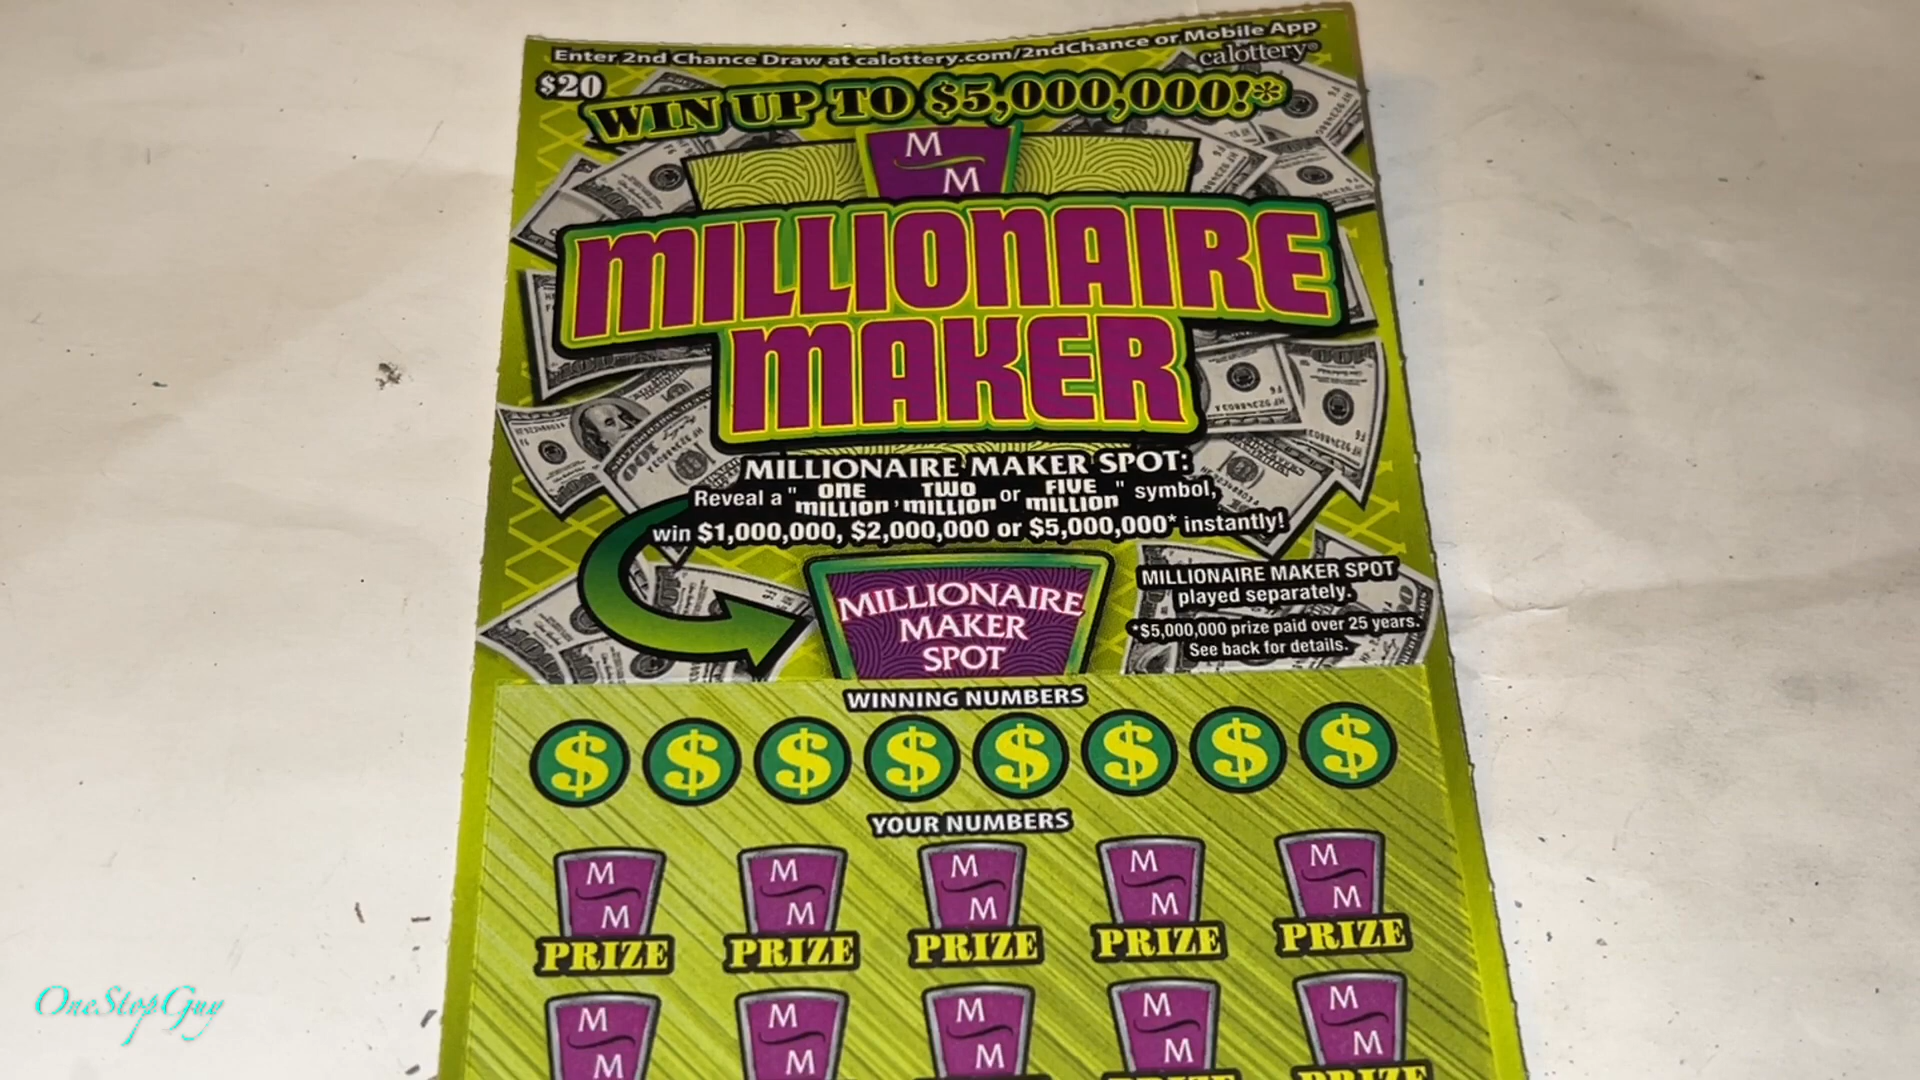 Enter 2nd Chance Draw at calottery.com/2ndChance or Mobile App
calottery®
$20
WIN UP TO $5,000,000!*
M
M
MILLIONAIRE
MAKER
MILLIONAIRE MAKER SPOT:
Reveal a " ONE MILLION , TWO MILLION or FIVE MILLION " symbol,
win $1,000,000, $2,000,000 or $5,000,000* instantly!
MILLIONAIRE
MAKER
SPOT
MILLIONAIRE MAKER SPOT
played separately.
*$5,000,000 prize paid over 25 years.
See back for details.
WINNING NUMBERS
$ $ $ $ $ $ $ $
YOUR NUMBERS
M M M M M
M M M M M
PRIZE PRIZE PRIZE PRIZE PRIZE
M M M M M
M M M M M
PRIZE PRIZE
OneStopGuy